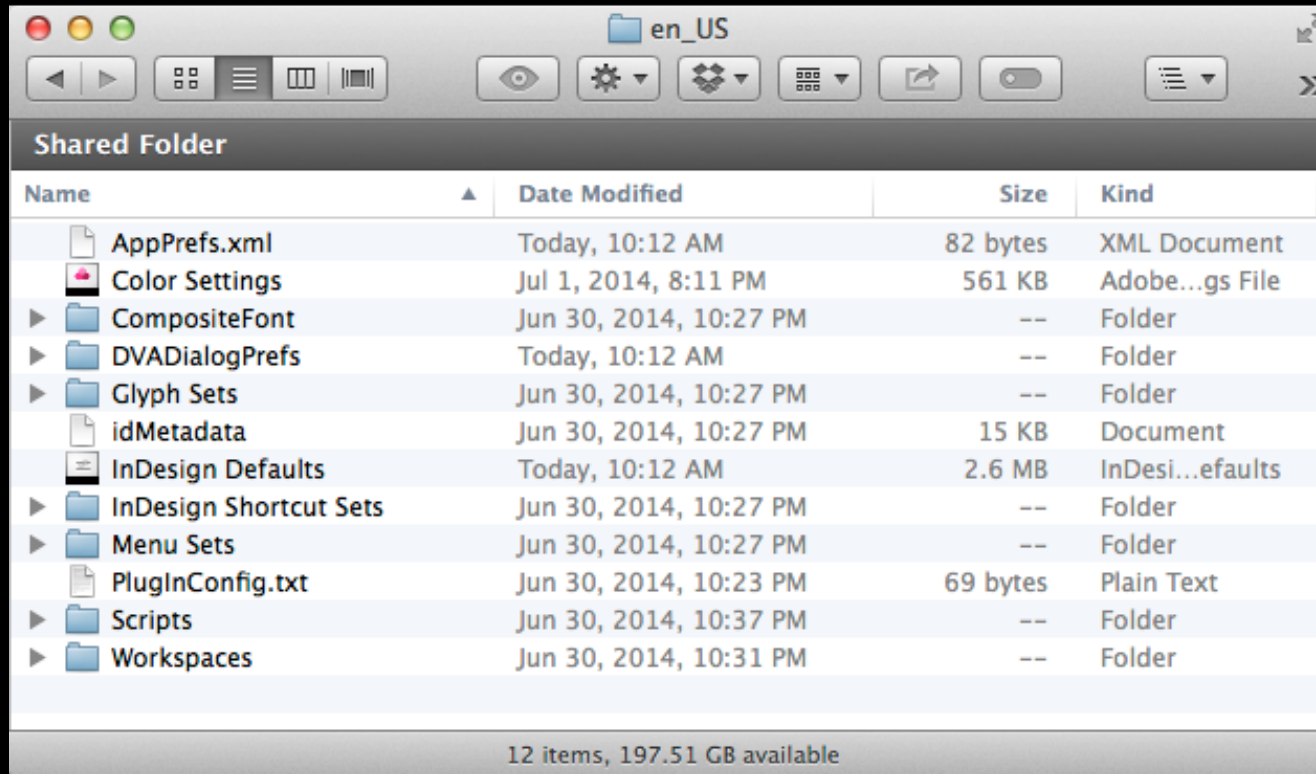 en_US
Shared Folder
Name Date Modified Size Kind
AppPrefs.xml Today, 10:12 AM 82 bytes XML Document
Color Settings Jul 1, 2014, 8:11 PM 561 KB Adobe...gs File
CompositeFont Jun 30, 2014, 10:27 PM -- Folder
DVADialogPrefs Today, 10:12 AM -- Folder
Glyph Sets Jun 30, 2014, 10:27 PM -- Folder
idMetadata Jun 30, 2014, 10:27 PM 15 KB Document
InDesign Defaults Today, 10:12 AM 2.6 MB InDesi...efaults
InDesign Shortcut Sets Jun 30, 2014, 10:27 PM -- Folder
Menu Sets Jun 30, 2014, 10:27 PM -- Folder
PlugInConfig.txt Jun 30, 2014, 10:23 PM 69 bytes Plain Text
Scripts Jun 30, 2014, 10:37 PM -- Folder
Workspaces Jun 30, 2014, 10:31 PM -- Folder
12 items, 197.51 GB available